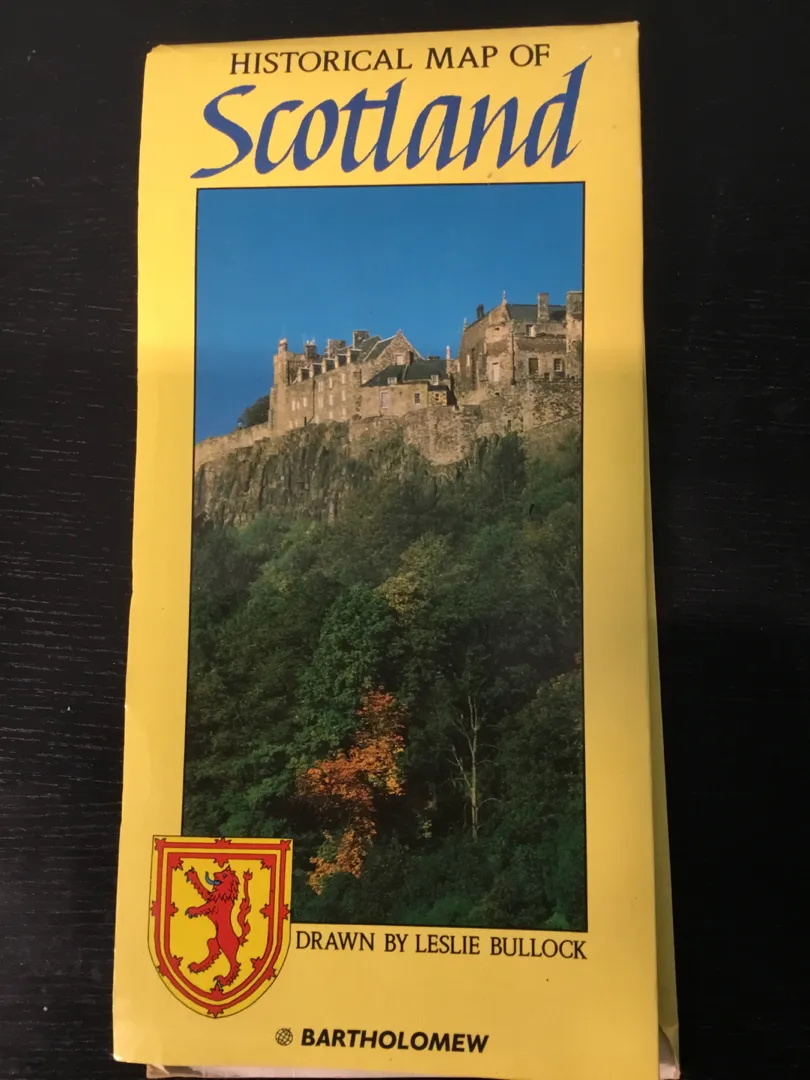 HISTORICAL MAP OF
Scotland
DRAWN BY LESLIE BULLOCK
BARTHOLOMEW